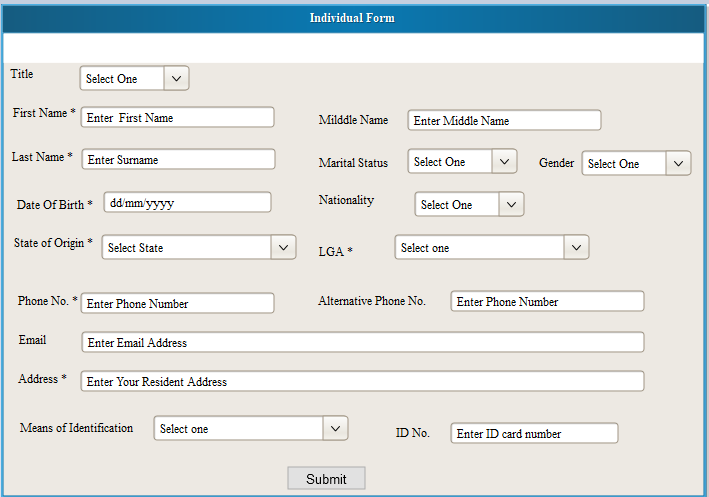 Individual Form
Title Select One
First Name * Enter First Name Milddle Name Enter Middle Name
Last Name * Enter Surname Marital Status Select One Gender Select One
Date Of Birth * dd/mm/yyyy Nationality Select One
State of Origin * Select State LGA * Select one
Phone No. * Enter Phone Number Alternative Phone No. Enter Phone Number
Email Enter Email Address
Address * Enter Your Resident Address
Means of Identification Select one ID No. Enter ID card number
Submit